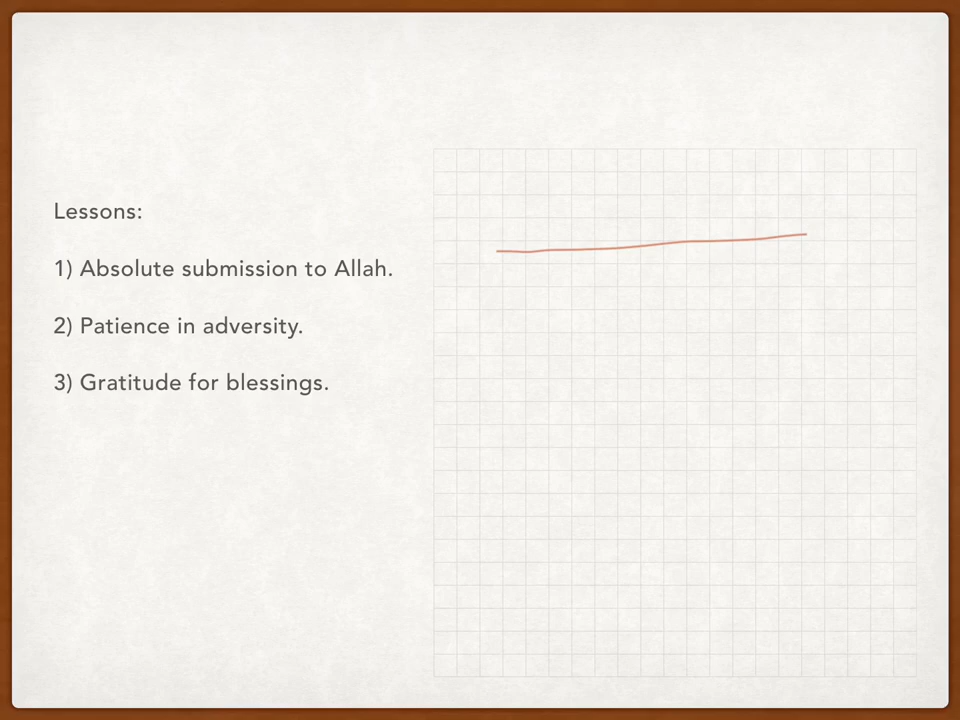 Lessons:
1) Absolute submission to Allah.
2) Patience in adversity.
3) Gratitude for blessings.